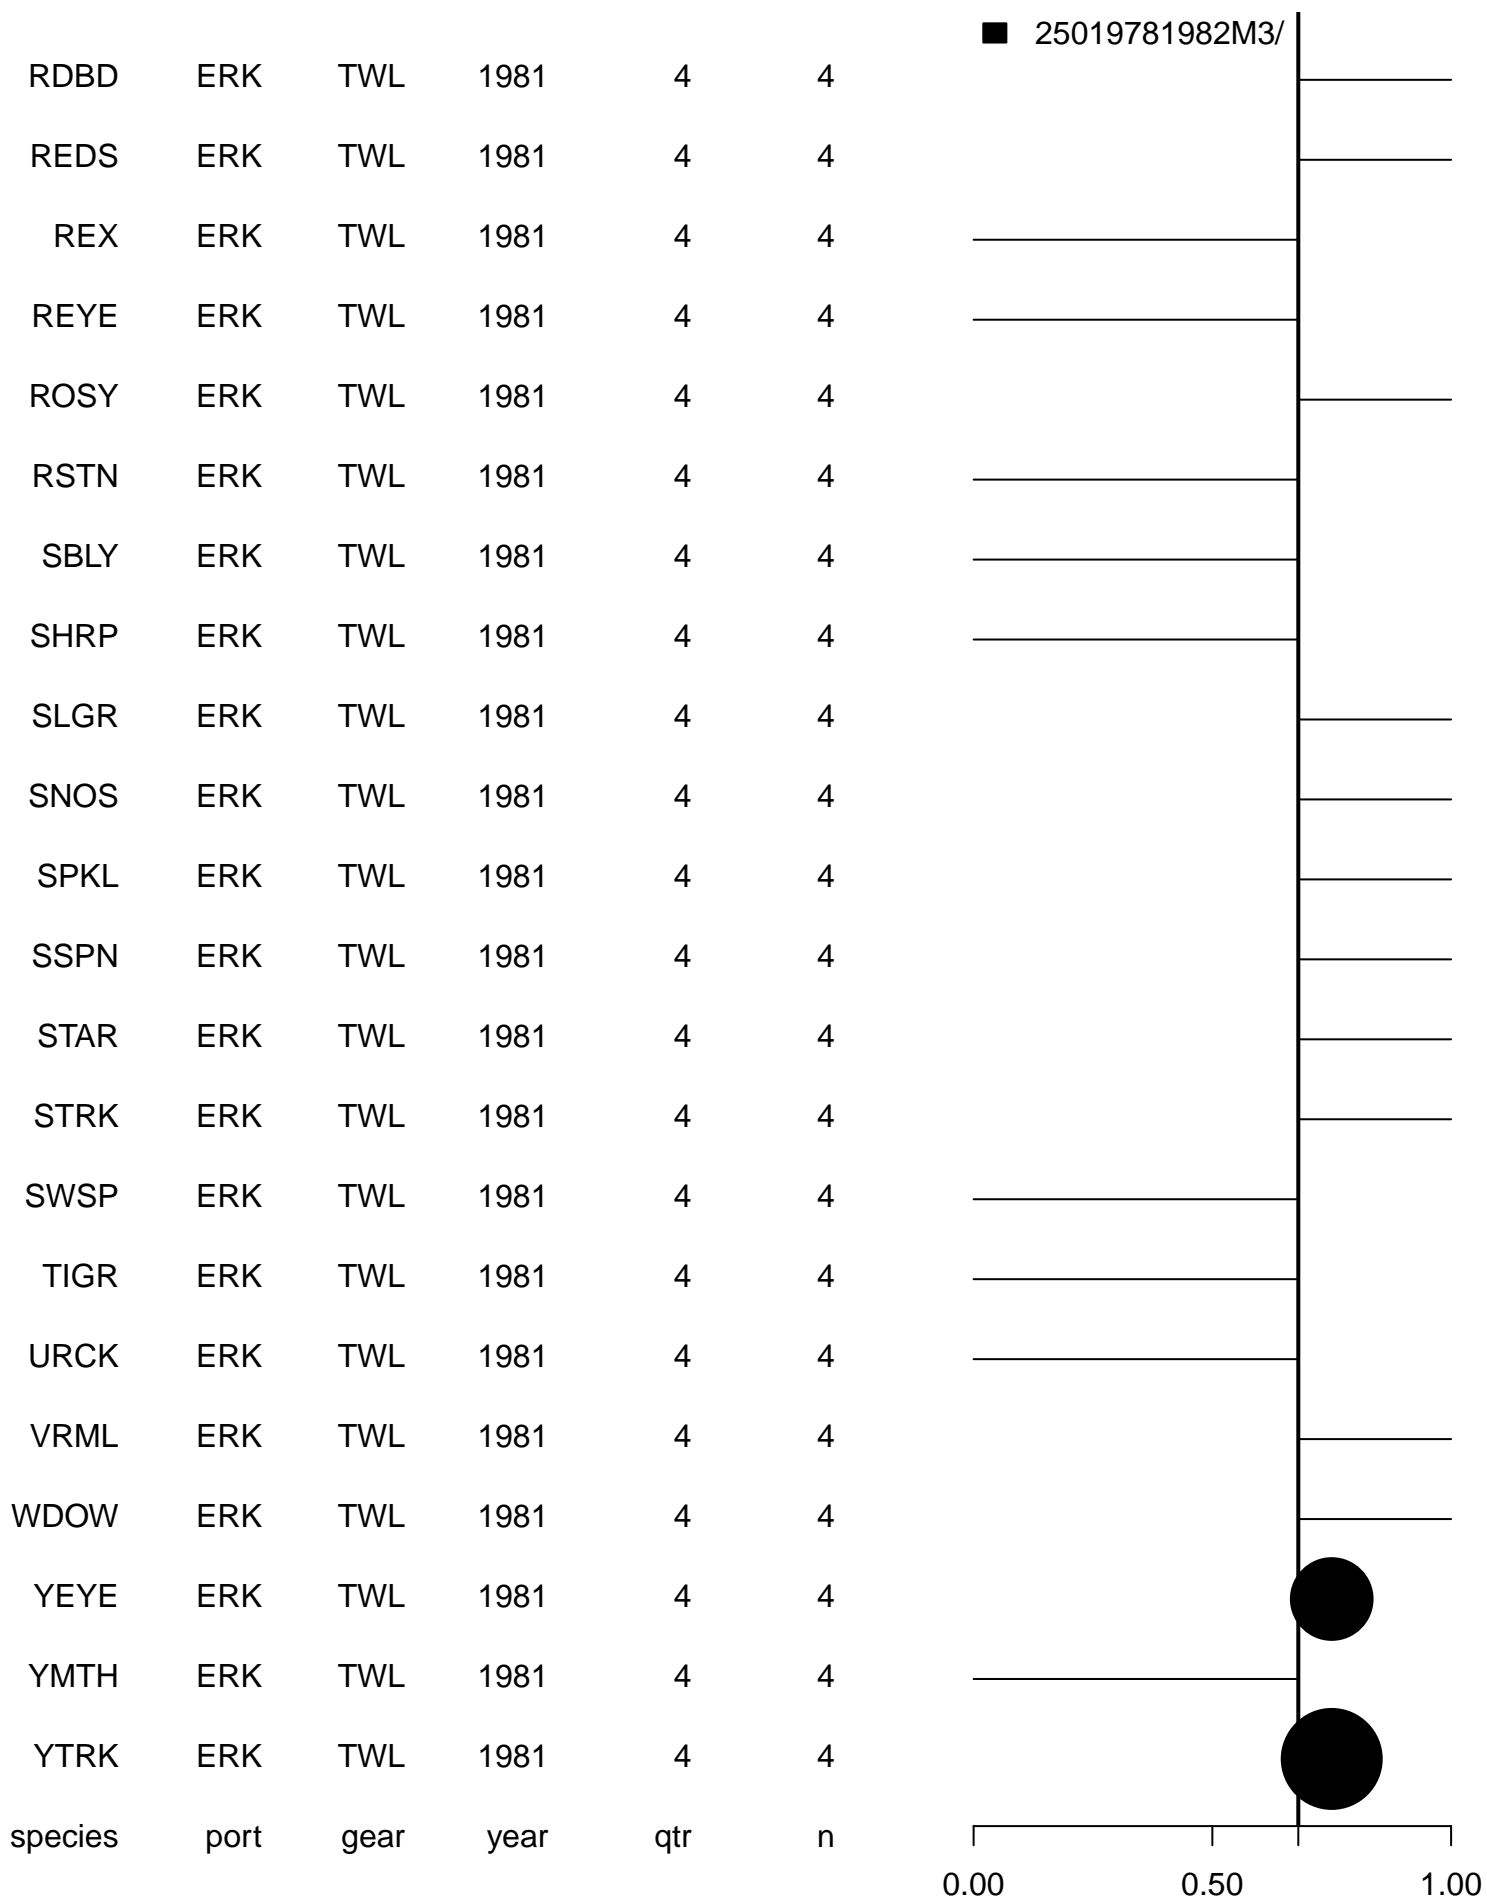 25019781982M3/
RDBD ERK TWL 1981 4 4
REDS ERK TWL 1981 4 4
REX ERK TWL 1981 4 4
REYE ERK TWL 1981 4 4
ROSY ERK TWL 1981 4 4
RSTN ERK TWL 1981 4 4
SBLY ERK TWL 1981 4 4
SHRP ERK TWL 1981 4 4
SLGR ERK TWL 1981 4 4
SNOS ERK TWL 1981 4 4
SPKL ERK TWL 1981 4 4
SSPN ERK TWL 1981 4 4
STAR ERK TWL 1981 4 4
STRK ERK TWL 1981 4 4
SWSP ERK TWL 1981 4 4
TIGR ERK TWL 1981 4 4
URCK ERK TWL 1981 4 4
VRML ERK TWL 1981 4 4
WDOW ERK TWL 1981 4 4
YEYE ERK TWL 1981 4 4
YMTH ERK TWL 1981 4 4
YTRK ERK TWL 1981 4 4
species port gear year qtr n
0.00 0.50 1.00